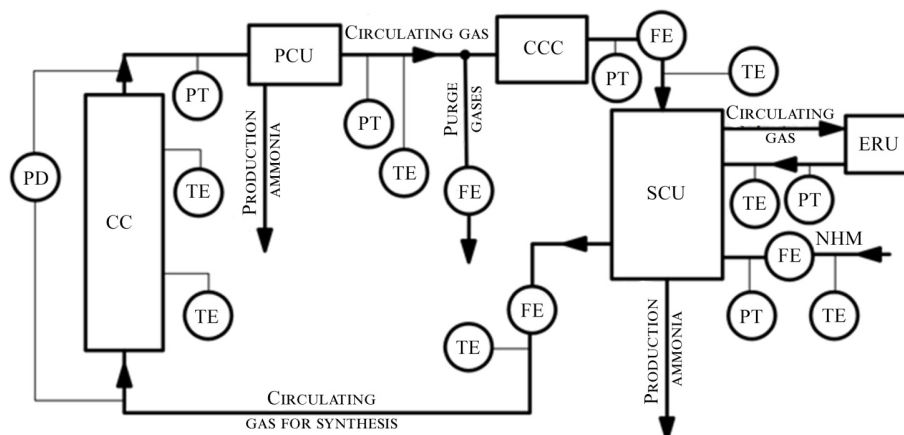 CIRCULATING GAS
PCU
CCC
FE
PT
PT
TE
PURGE
GASES
PT
TE
CIRCULATING
GAS
ERU
PRODUCTION
AMMONIA
PD
TE
FE
SCU
TE
PT
CC
NHM
FE
TE
FE
PT
TE
TE
PRODUCTION
AMMONIA
CIRCULATING
GAS FOR SYNTHESIS